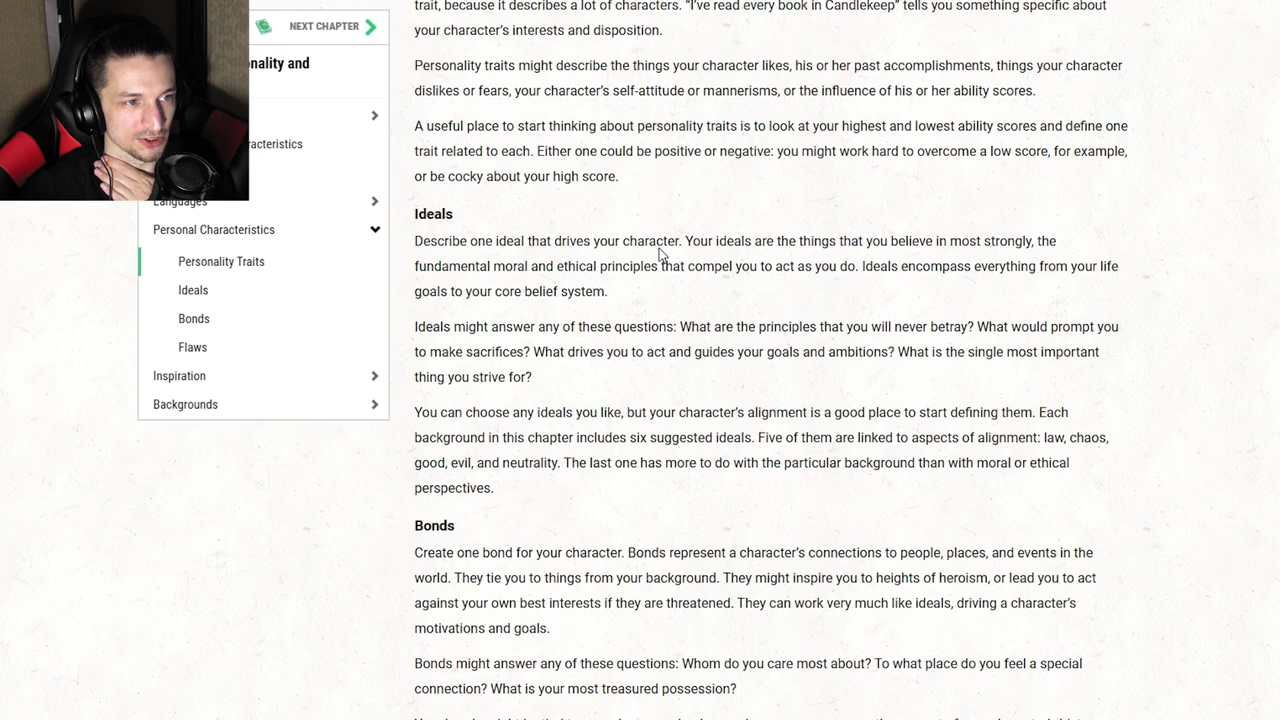 trait, because it describes a lot of characters. “I’ve read every book in Candlekeep” tells you something specific about
your character’s interests and disposition.
Personality traits might describe the things your character likes, his or her past accomplishments, things your character
dislikes or fears, your character’s self-attitude or mannerisms, or the influence of his or her ability scores.
A useful place to start thinking about personality traits is to look at your highest and lowest ability scores and define one
trait related to each. Either one could be positive or negative: you might work hard to overcome a low score, for example,
or be cocky about your high score.
Ideals
Describe one ideal that drives your character. Your ideals are the things that you believe in most strongly, the
fundamental moral and ethical principles that compel you to act as you do. Ideals encompass everything from your life
goals to your core belief system.
Ideals might answer any of these questions: What are the principles that you will never betray? What would prompt you
to make sacrifices? What drives you to act and guides your goals and ambitions? What is the single most important
thing you strive for?
You can choose any ideals you like, but your character’s alignment is a good place to start defining them. Each
background in this chapter includes six suggested ideals. Five of them are linked to aspects of alignment: law, chaos,
good, evil, and neutrality. The last one has more to do with the particular background than with moral or ethical
perspectives.
Bonds
Create one bond for your character. Bonds represent a character’s connections to people, places, and events in the
world. They tie you to things from your background. They might inspire you to heights of heroism, or lead you to act
against your own best interests if they are threatened. They can work very much like ideals, driving a character’s
motivations and goals.
Bonds might answer any of these questions: Whom do you care most about? To what place do you feel a special
connection? What is your most treasured possession?
NEXT CHAPTER
nality and
racteristics
Languages
Personal Characteristics
Personality Traits
Ideals
Bonds
Flaws
Inspiration
Backgrounds